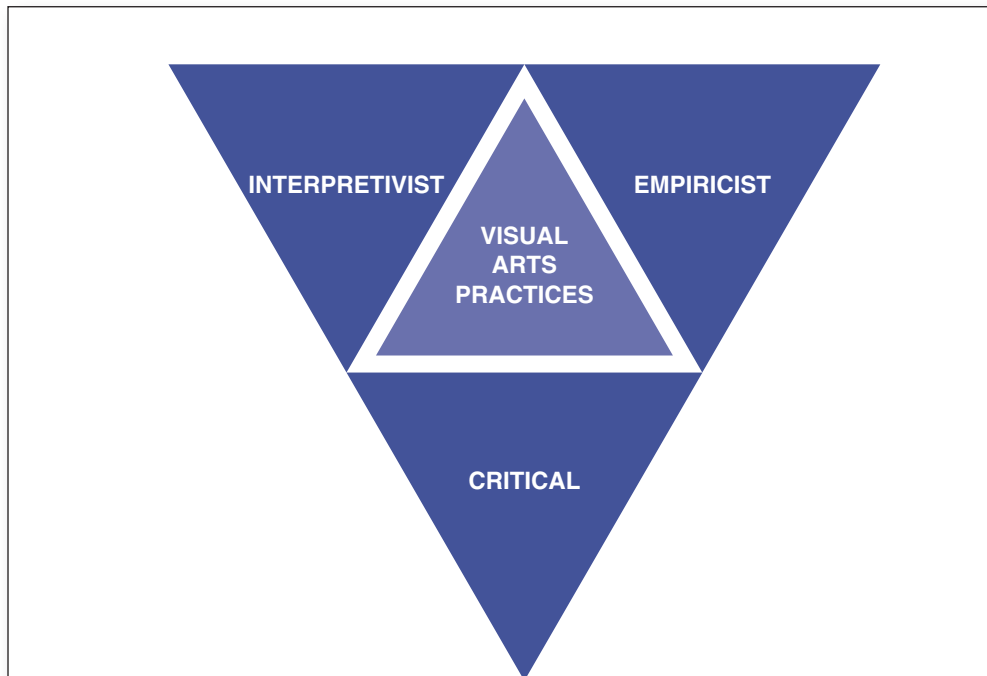 INTERPRETIVIST
EMPIRICIST
VISUAL
ARTS
PRACTICES
CRITICAL